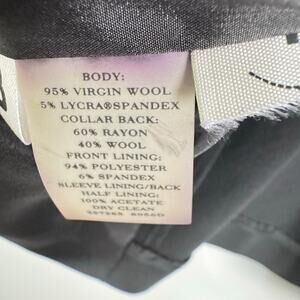 BODY:
95% VIRGIN WOOL
5% LYCRA®SPANDEX
COLLAR BACK:
60% RAYON
40% WOOL
FRONT LINING:
94% POLYESTER
6% SPANDEX
SLEEVE LINING/BACK
HALF LINING:
100% ACETATE
DRY CLEAN